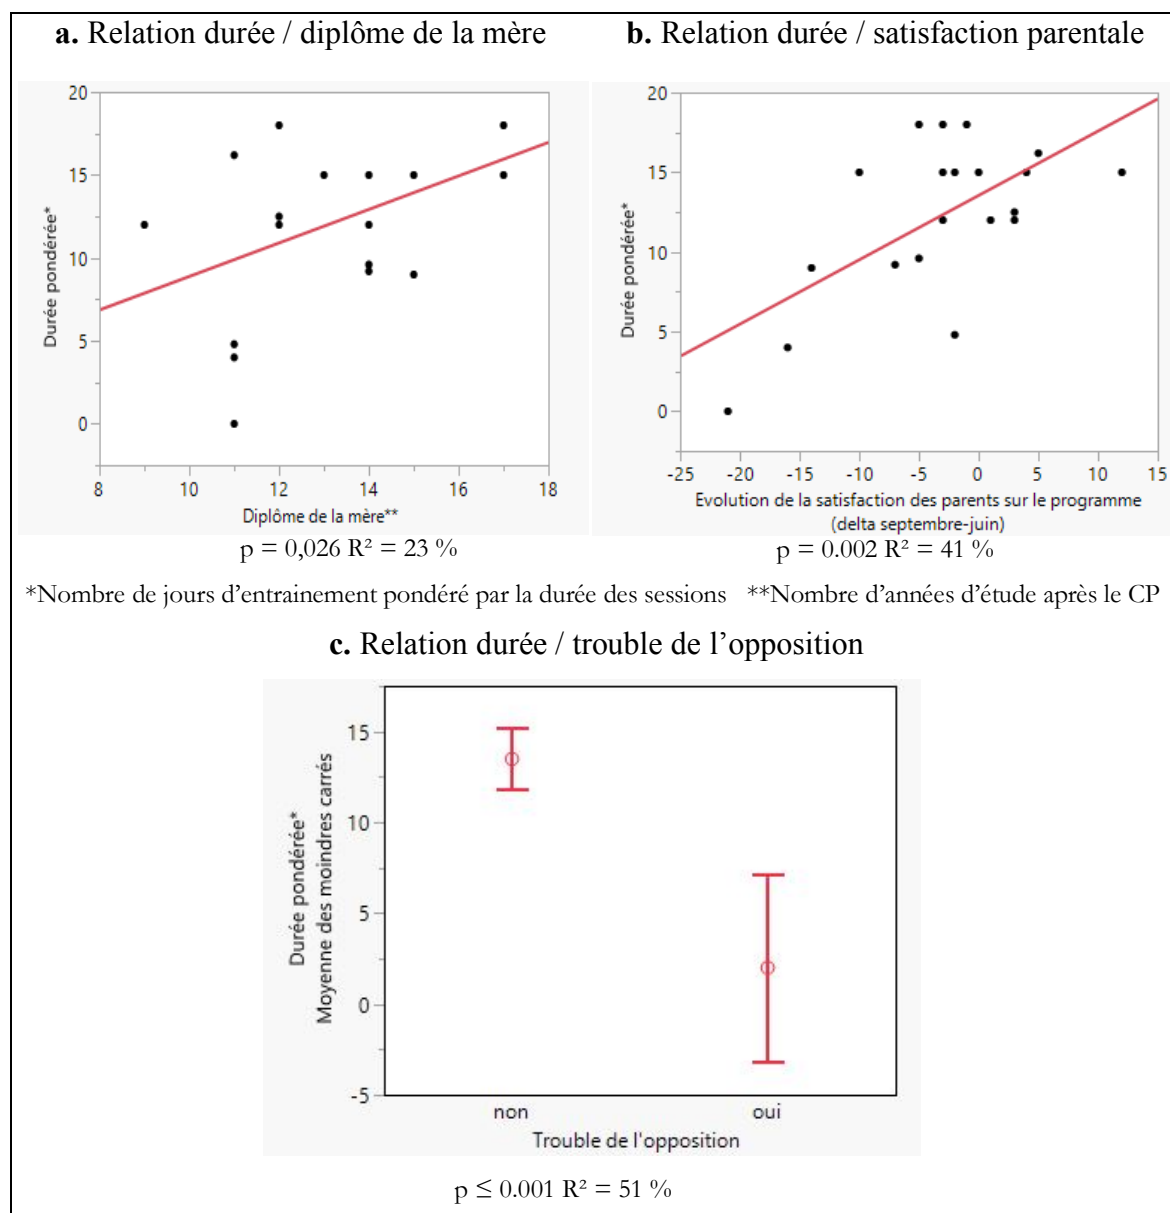 a. Relation durée / diplôme de la mère
b. Relation durée / satisfaction parentale
Durée pondérée*
20
15
10
5
0
8
10
12
14
16
18
Diplôme de la mère**
p = 0,026 R² = 23 %
Durée pondérée*
20
15
10
5
0
-25
-20
-15
-10
-5
0
5
10
15
Evolution de la satisfaction des parents sur le programme
(delta septembre-juin)
p = 0.002 R² = 41 %
*Nombre de jours d'entrainement pondéré par la durée des sessions **Nombre d'années d'étude après le CP
c. Relation durée / trouble de l'opposition
Durée pondérée*
Moyenne des moindres carrés
15
10
5
0
-5
non
oui
Trouble de l'opposition
p ≤ 0.001 R² = 51 %